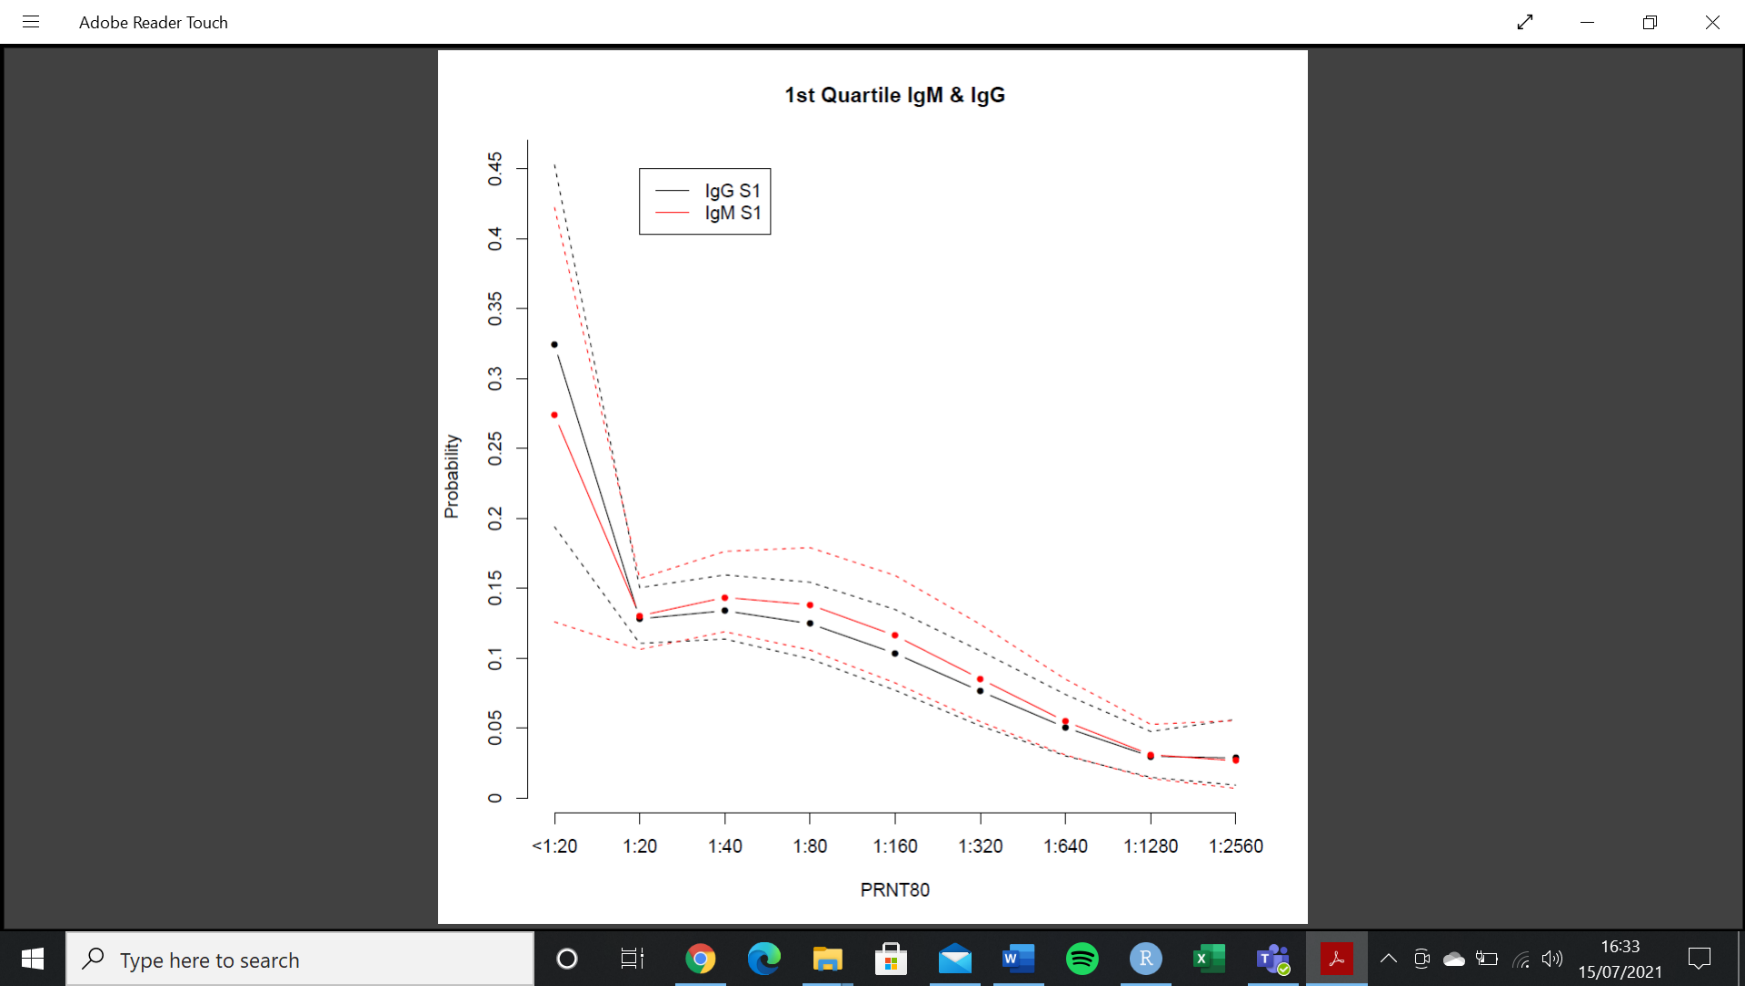 Adobe Reader Touch
1st Quartile IgM & IgG
IgG S1
IgM S1
0.45
0.4
0.35
0.3
0.25
0.2
0.15
0.1
0.05
0
Probability
<1:20 1:20 1:40 1:80 1:160 1:320 1:640 1:1280 1:2560
PRNT80
Type here to search
16:33
15/07/2021